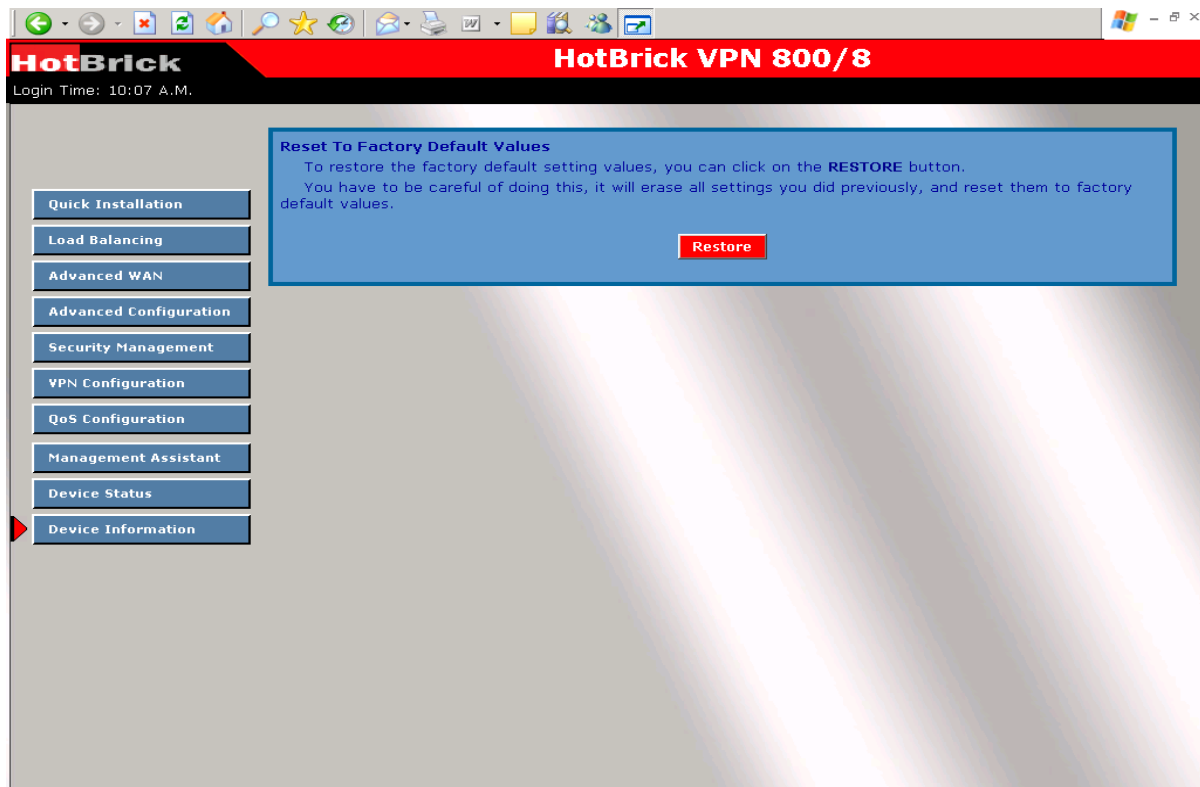 HotBrick
HotBrick VPN 800/8
Login Time: 10:07 A.M.
Reset To Factory Default Values
To restore the factory default setting values, you can click on the RESTORE button.
You have to be careful of doing this, it will erase all settings you did previously, and reset them to factory
default values.
Restore
Quick Installation
Load Balancing
Advanced WAN
Advanced Configuration
Security Management
VPN Configuration
QoS Configuration
Management Assistant
Device Status
Device Information